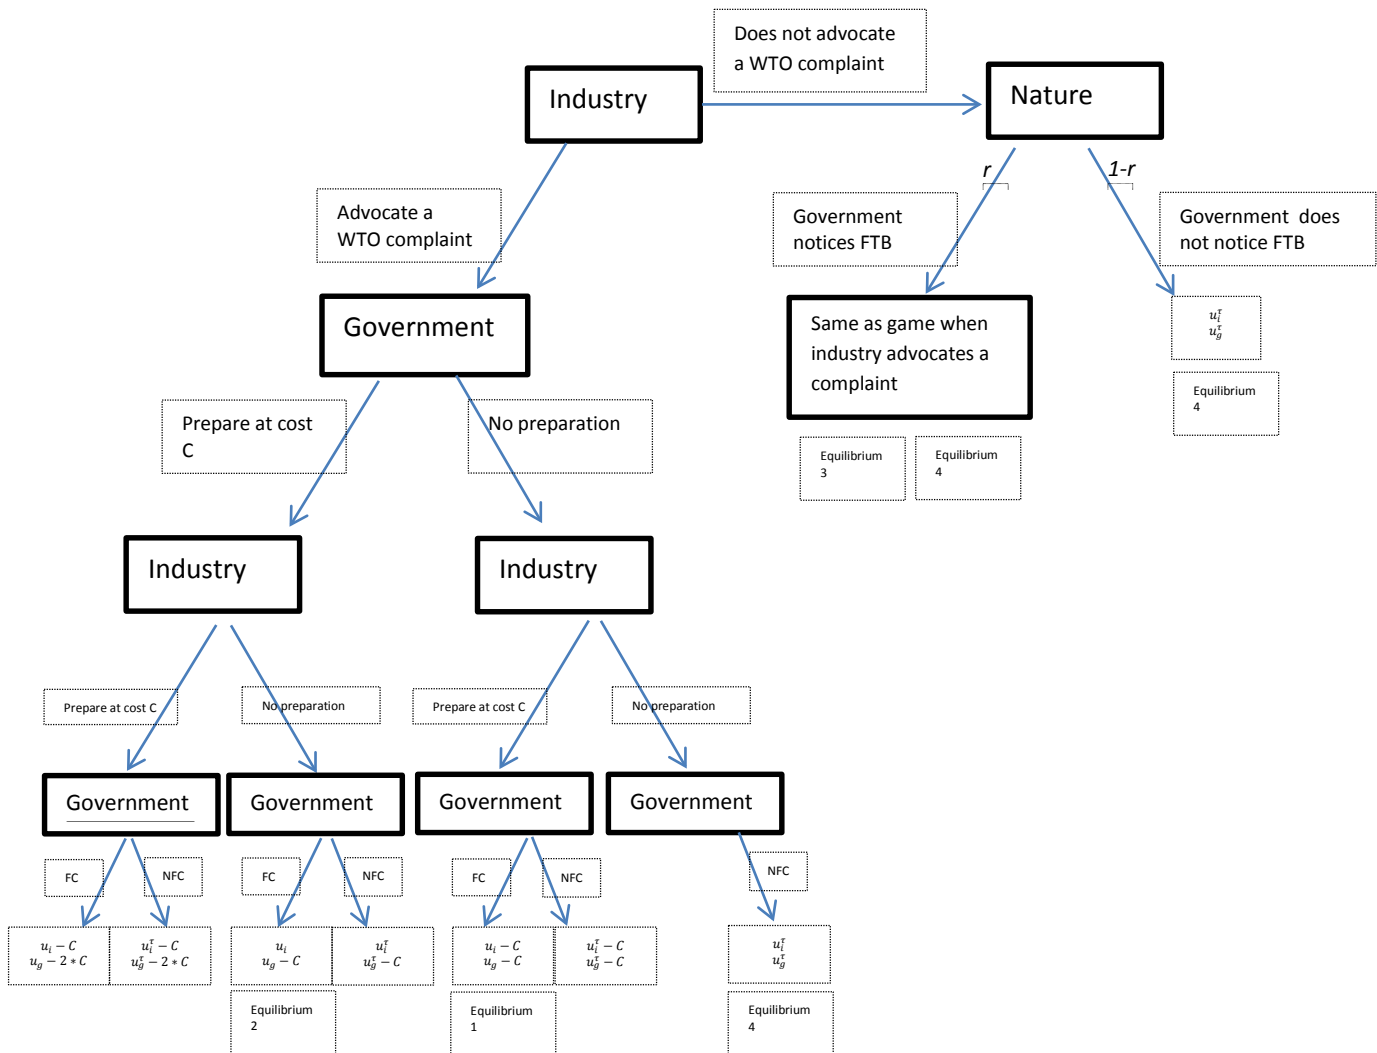 Does not advocate
a WTO complaint
Industry
Nature
r
1-r
Advocate a
WTO complaint
Government
notices FTB
Government does
not notice FTB
Government
Same as game when
industry advocates a
complaint
u_i^τ
u_g^τ
Equilibrium
4
Prepare at cost
C
No preparation
Equilibrium
3
Equilibrium
4
Industry
Industry
Prepare at cost C
No preparation
Prepare at cost C
No preparation
Government
Government
Government
Government
FC
NFC
FC
NFC
FC
NFC
NFC
u_i − C
u_g − 2 ∗ C
u_i^τ − C
u_g^τ − 2 ∗ C
u_i
u_g − C
u_i^τ
u_g^τ − C
u_i − C
u_g − C
u_i^τ − C
u_g^τ − C
u_i^τ
u_g^τ
Equilibrium
2
Equilibrium
1
Equilibrium
4